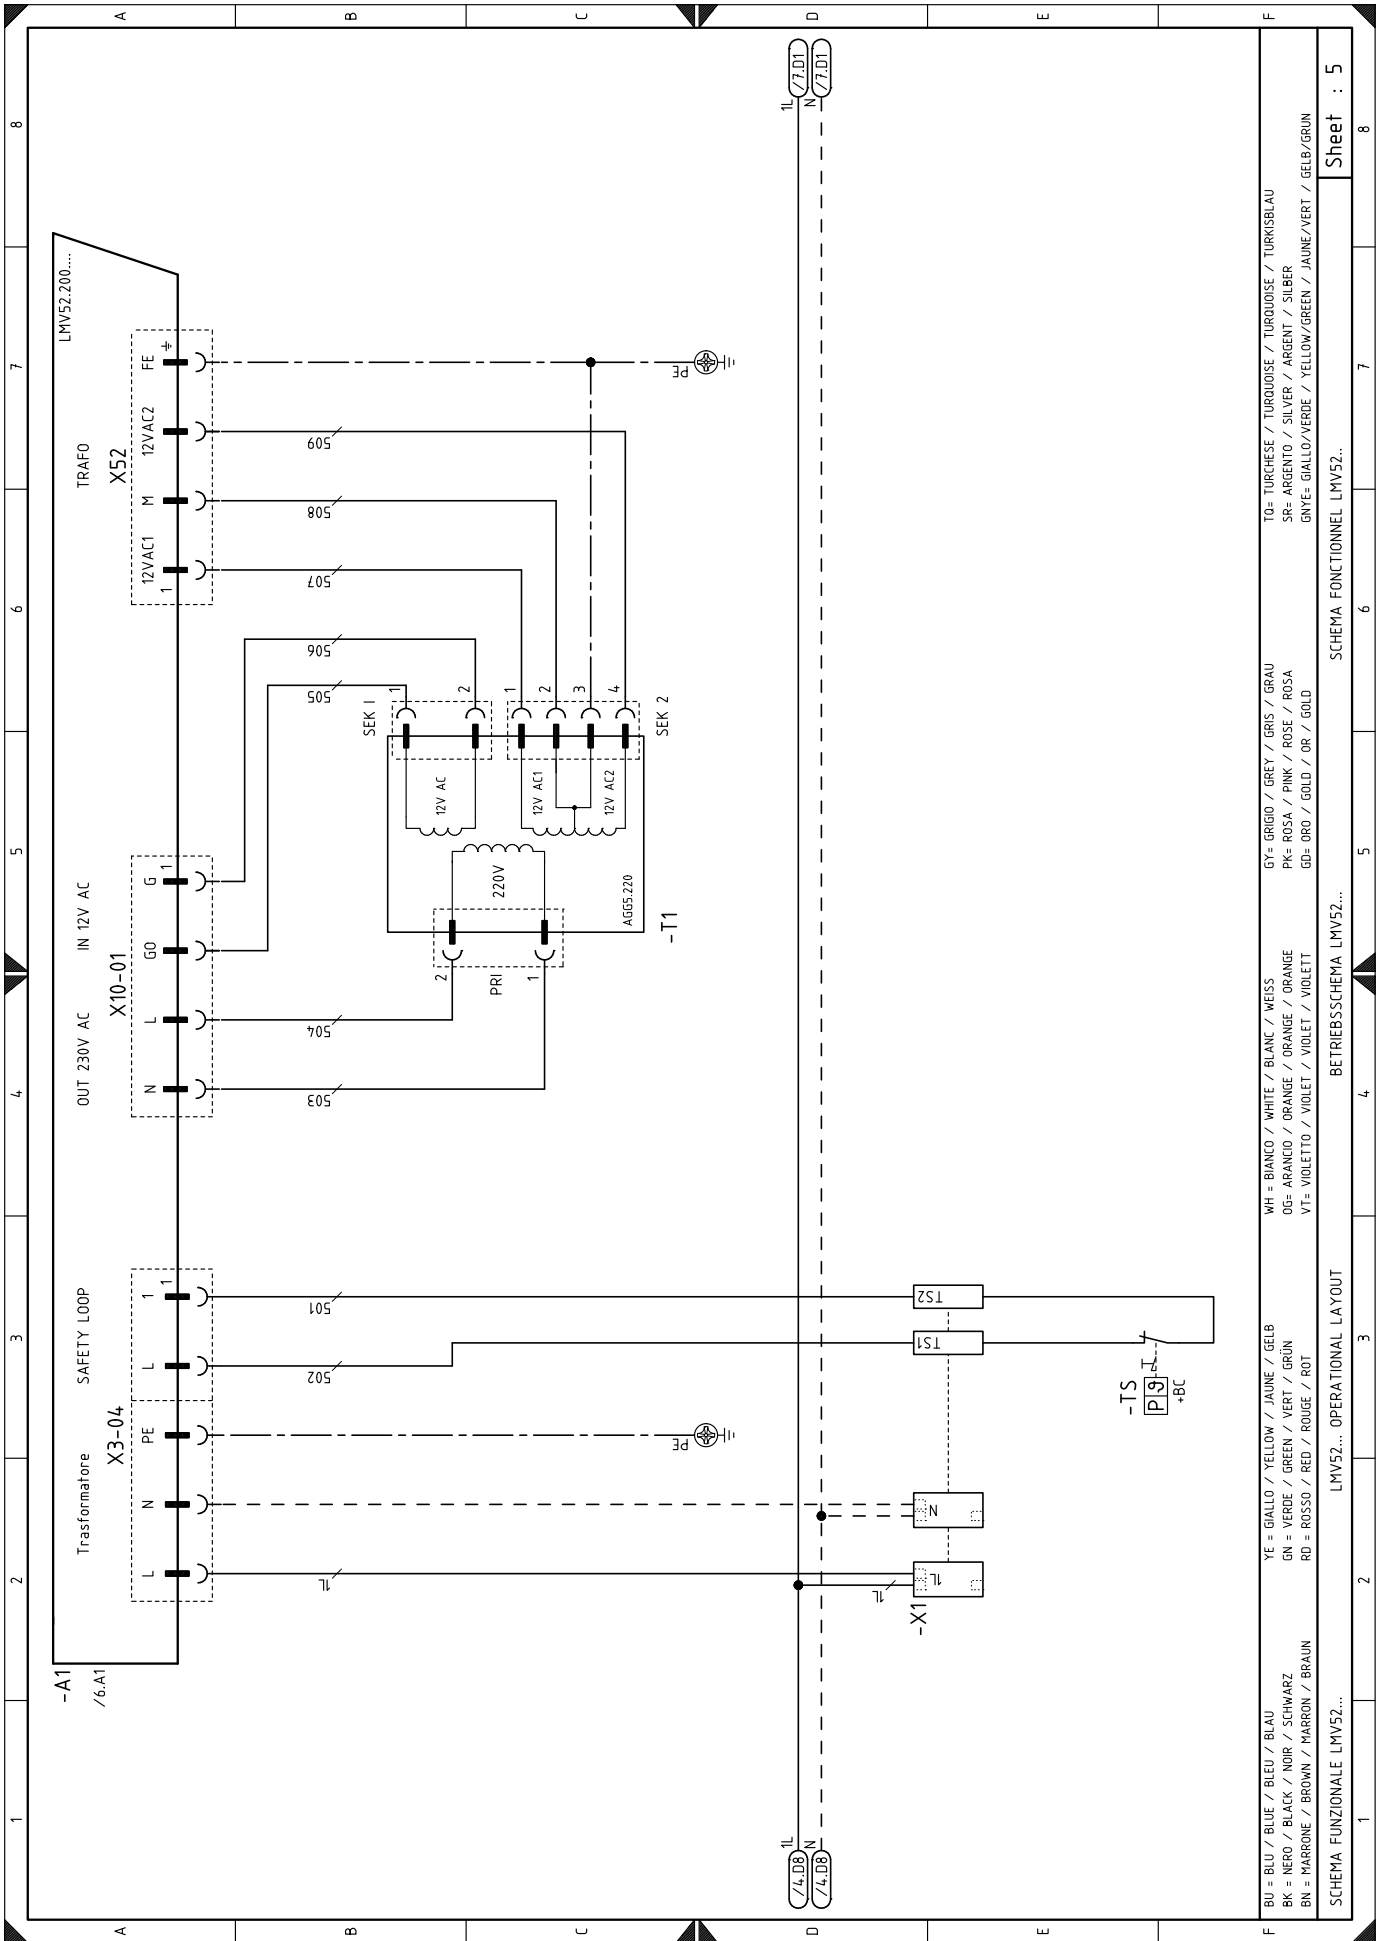 1 2 3 4 5 6 7 8
A B C D E F
-A1
/6.A1
LMV52.200....
Trasformatore
SAFETY LOOP
X3-04
L N PE L 1
1
OUT 230V AC
IN 12V AC
X10-01
N L G0 G
1
TRAFO
X52
12VAC1 M 12VAC2 FE
1
1L
502
501
503
504
505
506
507
508
509
PE
PE
SEK I
1
2
1
2
3
4
SEK 2
12V AC
12V AC1
12V AC2
220V
2
PRI
1
AGG5.220
-T1
1L
/4.D8
N
/4.D8
1L
/7.D1
N
/7.D1
1L
-X1
1L
N
TS1
TS2
-TS
P ϑ
+BC
BU = BLU / BLUE / BLEU / BLAU
BK = NERO / BLACK / NOIR / SCHWARZ
BN = MARRONE / BROWN / MARRON / BRAUN
YE = GIALLO / YELLOW / JAUNE / GELB
GN = VERDE / GREEN / VERT / GRÜN
RD = ROSSO / RED / ROUGE / ROT
WH = BIANCO / WHITE / BLANC / WEISS
OG= ARANCIO / ORANGE / ORANGE / ORANGE
VT= VIOLETTO / VIOLET / VIOLET / VIOLETT
GY= GRIGIO / GREY / GRIS / GRAU
PK= ROSA / PINK / ROSE / ROSA
GD= ORO / GOLD / OR / GOLD
TQ= TURCHESE / TURQUOISE / TURQUOISE / TURKISBLAU
SR= ARGENTO / SILVER / ARGENT / SILBER
GNYE= GIALLO/VERDE / YELLOW/GREEN / JAUNE/VERT / GELB/GRUN
SCHEMA FUNZIONALE LMV52...
LMV52... OPERATIONAL LAYOUT
BETRIEBSSCHEMA LMV52...
SCHEMA FONCTIONNEL LMV52..
Sheet : 5
A B C D E F
1 2 3 4 5 6 7 8